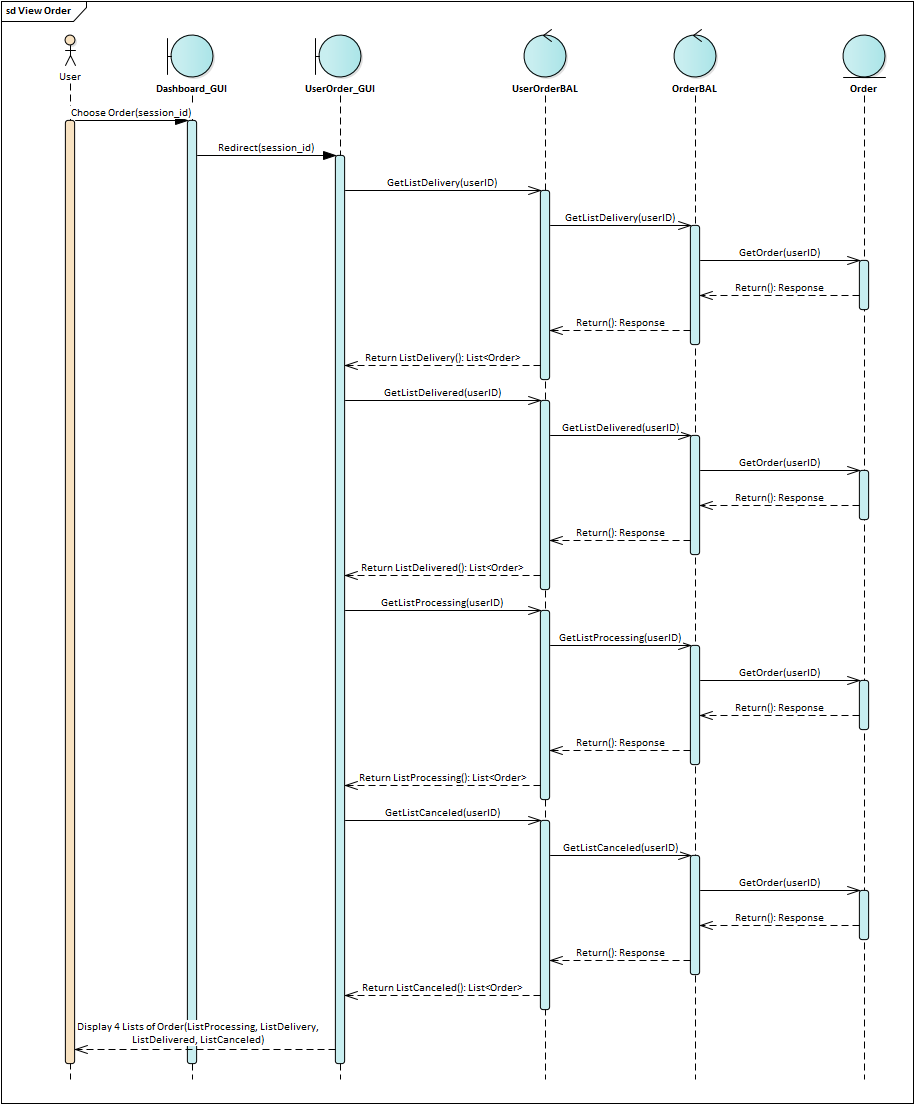 sd View Order
User
Dashboard_GUI
UserOrder_GUI
UserOrderBAL
OrderBAL
Order
Choose Order(session_id)
Redirect(session_id)
GetListDelivery(userID)
GetListDelivery(userID)
GetOrder(userID)
Return(): Response
Return(): Response
Return ListDelivery(): List<Order>
GetListDelivered(userID)
GetListDelivered(userID)
GetOrder(userID)
Return(): Response
Return(): Response
Return ListDelivered(): List<Order>
GetListProcessing(userID)
GetListProcessing(userID)
GetOrder(userID)
Return(): Response
Return(): Response
Return ListProcessing(): List<Order>
GetListCanceled(userID)
GetListCanceled(userID)
GetOrder(userID)
Return(): Response
Return(): Response
Return ListCanceled(): List<Order>
Display 4 Lists of Order(ListProcessing, ListDelivery,
ListDelivered, ListCanceled)